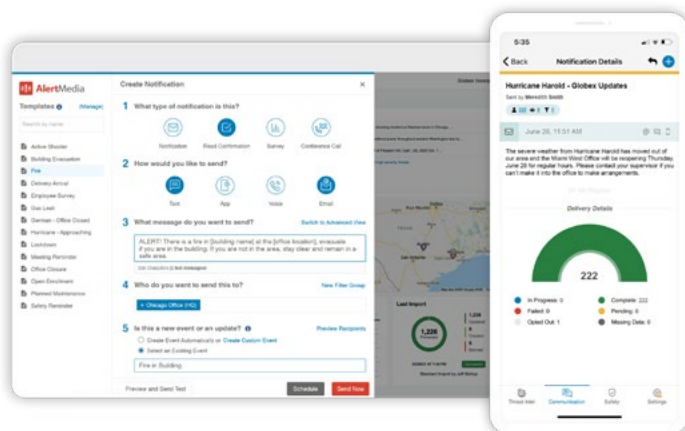 AlertMedia
Templates (Manage)
Search by name
Active Shooter
Building Evacuation
Fire
Delivery Arrival
Employee Survey
Gas Leak
German - Office Closed
Hurricane - Approaching
Lockdown
Meeting Reminder
Office Closure
Open Enrollment
Planned Maintenance
Safety Reminder
Create Notification
1 What type of notification is this?
Notification Read Confirmation Survey Conference Call
2 How would you like to send?
Text App Voice Email
3 What message do you want to send? Switch to Advanced View
ALERT! There is a fire in [building name] at the [office location], evacuate
if you are in the building. If you are not in the area, stay clear and remain in a
safe area.
4 Who do you want to send this to? New Filter Group
+ Chicago Office (HQ)
5 Is this a new event or an update? Preview Recipients
Create Event Automatically or Create Custom Event
Select an Existing Event
Fire in Building
Preview and Send Test Schedule Send Now
Last Import
1,226
5:35
Back Notification Details
Hurricane Harold - Globex Updates
Sent by Meredith Smith
June 28, 11:51 AM
The severe weather from Hurricane Harold has moved out of
our area and the Miami West Office will be reopening Thursday,
June 28 for regular hours. Please contact your supervisor if you
can't make it into the office to make arrangements.
Delivery Details
222
In Progress: 0 Complete: 222
Failed: 0 Pending: 0
Opted Out: 1 Missing Data: 0
Threat Intel Communication Safety Settings